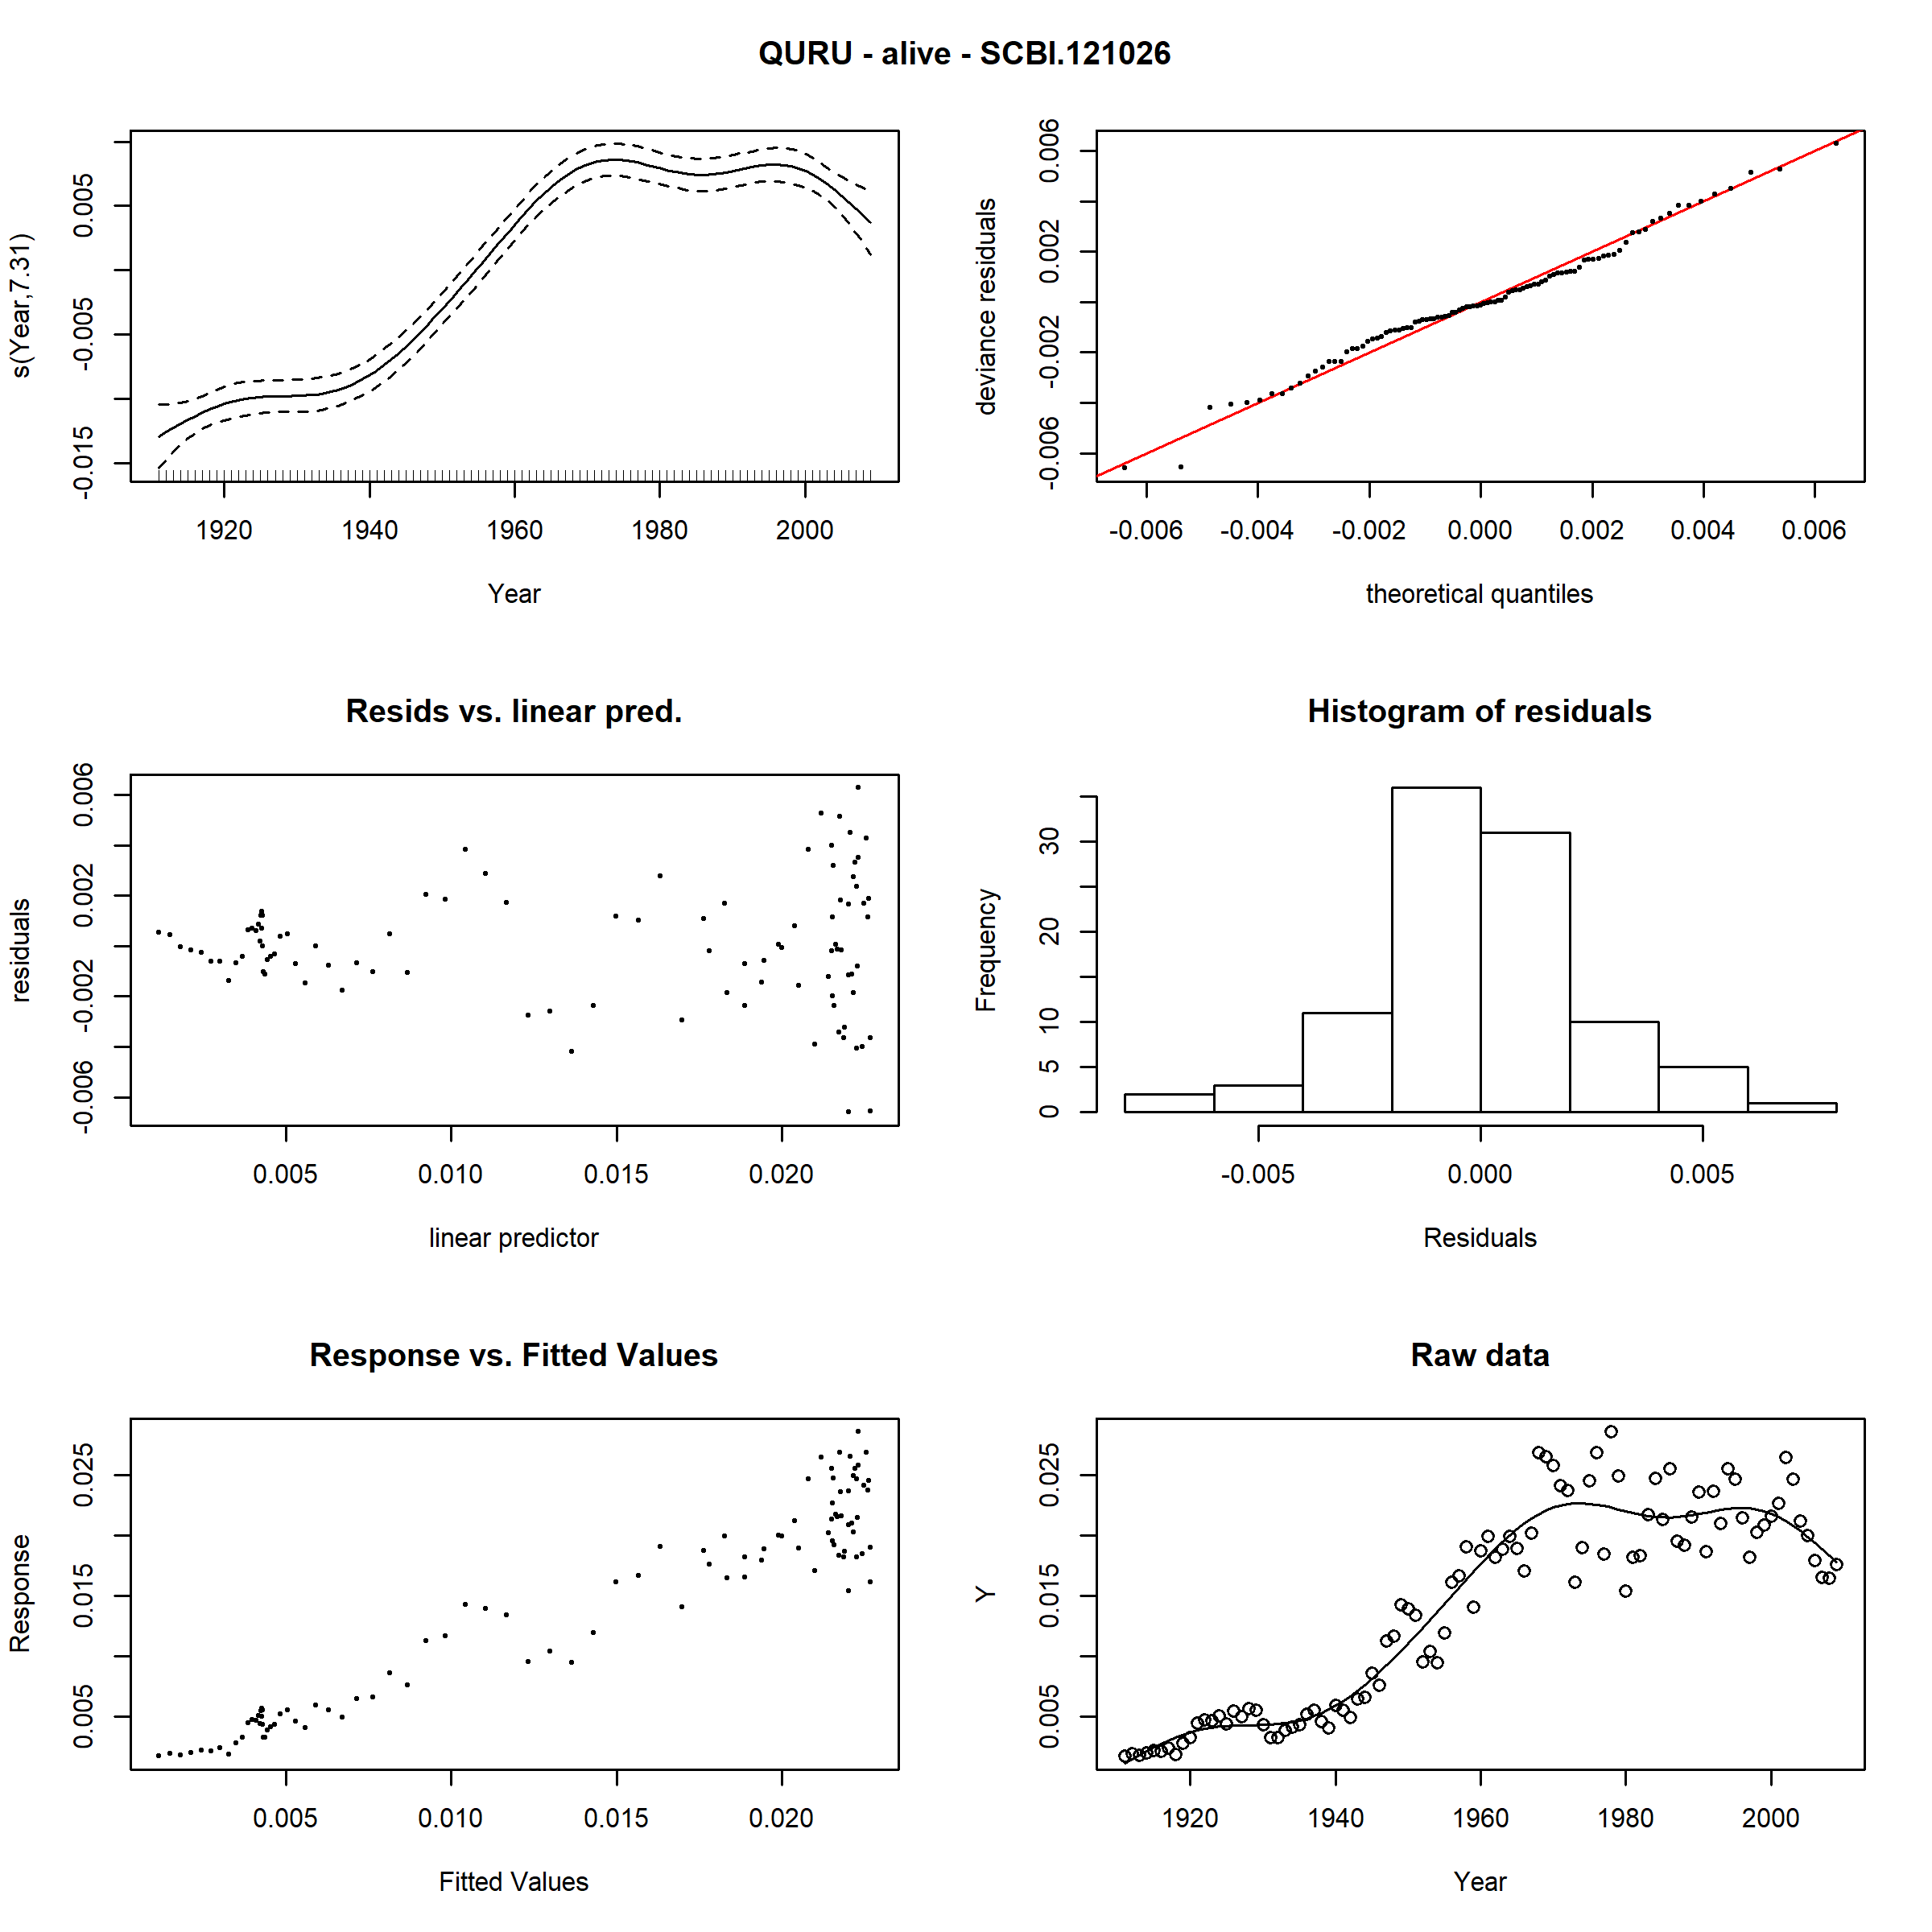 QURU - alive - SCBI.121026
s(Year,7.31)
-0.015 -0.005 0.005
1920 1940 1960 1980 2000
Year
deviance residuals
-0.006 -0.002 0.002 0.006
-0.006 -0.004 -0.002 0.000 0.002 0.004 0.006
theoretical quantiles
Resids vs. linear pred.
residuals
-0.006 -0.002 0.002 0.006
0.005 0.010 0.015 0.020
linear predictor
Histogram of residuals
Frequency
0 5 10 20 30
-0.005 0.000 0.005
Residuals
Response vs. Fitted Values
Response
0.005 0.015 0.025
0.005 0.010 0.015 0.020
Fitted Values
Raw data
Y
0.005 0.015 0.025
1920 1940 1960 1980 2000
Year